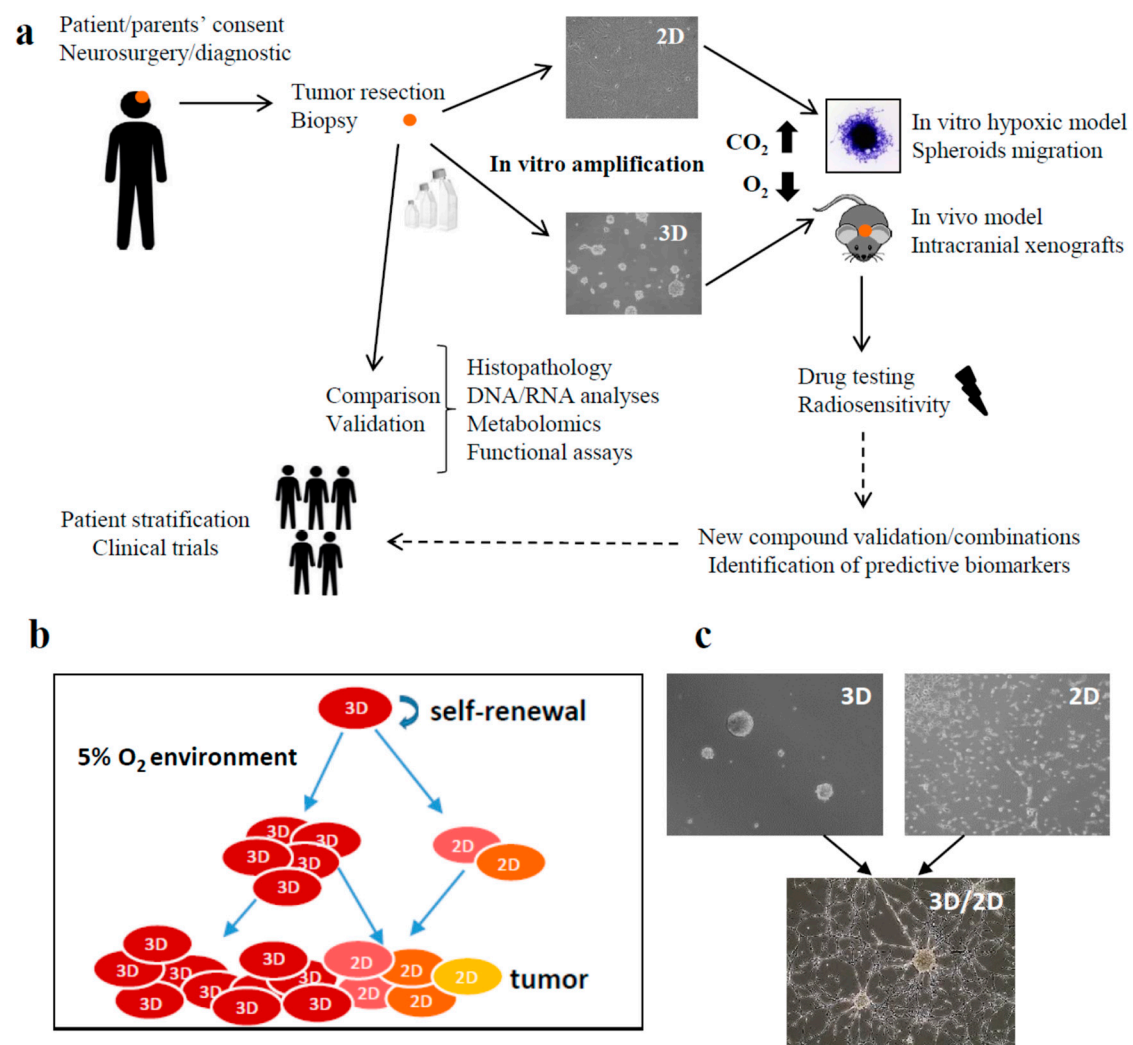 a
Patient/parents’ consent
Neurosurgery/diagnostic
Tumor resection
Biopsy
2D
In vitro amplification
3D
CO₂
O₂
In vitro hypoxic model
Spheroids migration
In vivo model
Intracranial xenografts
Comparison
Validation
Histopathology
DNA/RNA analyses
Metabolomics
Functional assays
Drug testing
Radiosensitivity
Patient stratification
Clinical trials
New compound validation/combinations
Identification of predictive biomarkers
b
3D
self-renewal
5% O₂ environment
3D
3D
3D
3D
3D
2D
2D
3D
3D
3D
3D
3D
3D
3D
3D
3D
2D
2D
2D
2D
2D
tumor
c
3D
2D
3D/2D